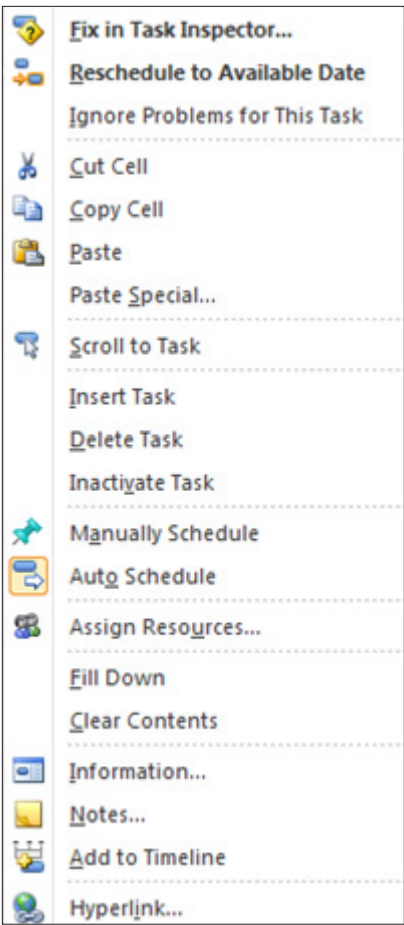 Fix in Task Inspector...
Reschedule to Available Date
Ignore Problems for This Task
Cut Cell
Copy Cell
Paste
Paste Special...
Scroll to Task
Insert Task
Delete Task
Inactivate Task
Manually Schedule
Auto Schedule
Assign Resources...
Fill Down
Clear Contents
Information...
Notes...
Add to Timeline
Hyperlink...